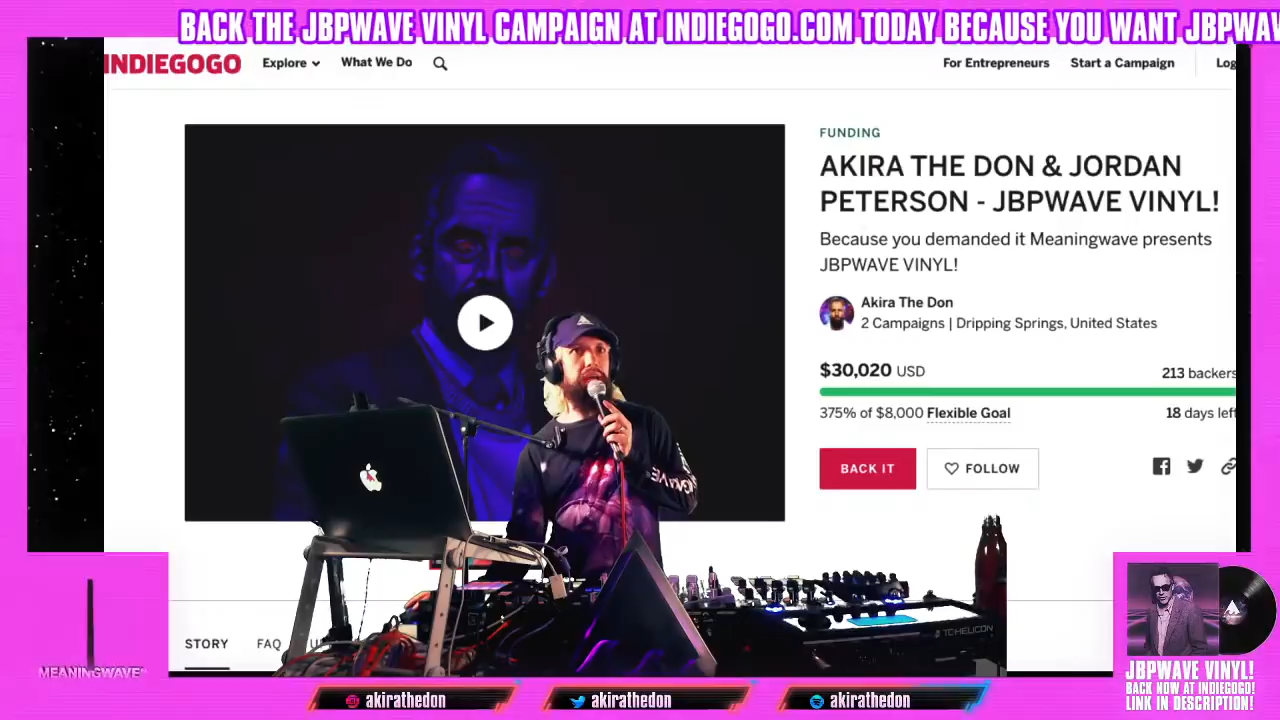 BACK THE JBPWAVE VINYL CAMPAIGN AT INDIEGOGO.COM TODAY BECAUSE YOU WANT JBPWAV
INDIEGOGO
Explore
What We Do
For Entrepreneurs
Start a Campaign
Log
FUNDING
AKIRA THE DON & JORDAN
PETERSON - JBPWAVE VINYL!
Because you demanded it Meaningwave presents
JBPWAVE VINYL!
Akira The Don
2 Campaigns | Dripping Springs, United States
$30,020 USD
213 backers
375% of $8,000 Flexible Goal
18 days left
BACK IT
FOLLOW
STORY
FAQ
TC·HELICON
MEANINGWAVE
JBPWAVE VINYL!
BACK NOW AT INDIEGOGO!
LINK IN DESCRIPTION!
akirathedon
akirathedon
akirathedon